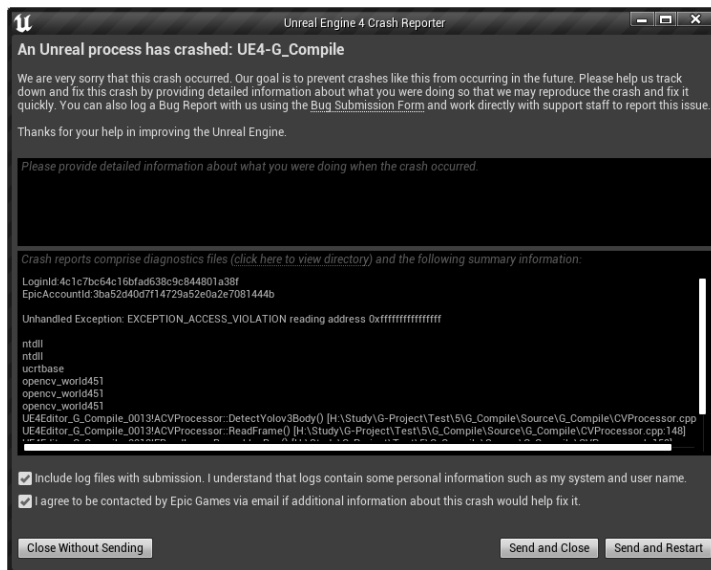 Unreal Engine 4 Crash Reporter
An Unreal process has crashed: UE4-G_Compile
We are very sorry that this crash occurred. Our goal is to prevent crashes like this from occurring in the future. Please help us track
down and fix this crash by providing detailed information about what you were doing so that we may reproduce the crash and fix it
quickly. You can also log a Bug Report with us using the Bug Submission Form and work directly with support staff to report this issue.
Thanks for your help in improving the Unreal Engine.
Please provide detailed information about what you were doing when the crash occurred.
Crash reports comprise diagnostics files (click here to view directory) and the following summary information:
LoginId:4c1c7bc64c16bfad638c9c844801a38f
EpicAccountId:3ba52d40d7f14729a52e0a2e7081444b
Unhandled Exception: EXCEPTION_ACCESS_VIOLATION reading address 0xffffffffffffffff
ntdll
ntdll
ucrtbase
opencv_world451
opencv_world451
opencv_world451
UE4Editor_G_Compile_0013!ACVProcessor::DetectYolov3Body() [H:\Study\G-Project\Test\5\G_Compile\Source\G_Compile\CVProcessor.cpp
UE4Editor_G_Compile_0013!ACVProcessor::ReadFrame() [H:\Study\G-Project\Test\5\G_Compile\Source\G_Compile\CVProcessor.cpp:148]
Include log files with submission. I understand that logs contain some personal information such as my system and user name.
I agree to be contacted by Epic Games via email if additional information about this crash would help fix it.
Close Without Sending
Send and Close
Send and Restart